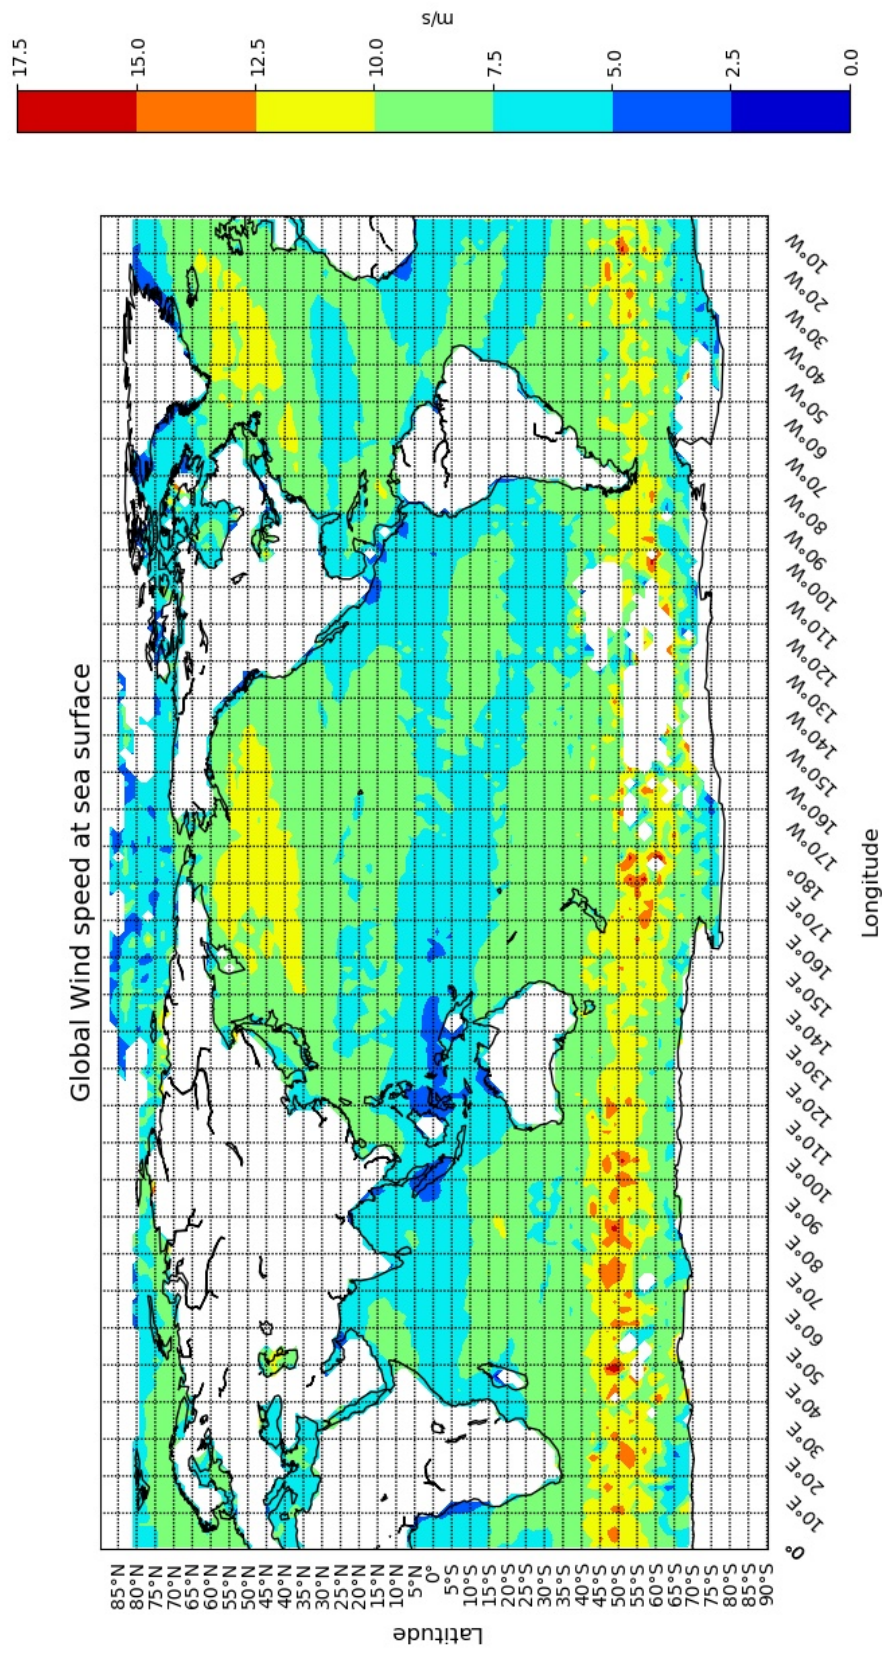 Global Wind speed at sea surface
85°N
80°N
75°N
70°N
65°N
60°N
55°N
50°N
45°N
40°N
35°N
30°N
25°N
20°N
15°N
10°N
5°N
0°
5°S
10°S
15°S
20°S
25°S
30°S
35°S
40°S
45°S
50°S
55°S
60°S
65°S
70°S
75°S
80°S
85°S
90°S
Latitude
0°
10°E
20°E
30°E
40°E
50°E
60°E
70°E
80°E
90°E
100°E
110°E
120°E
130°E
140°E
150°E
160°E
170°E
180°
170°W
160°W
150°W
140°W
130°W
120°W
110°W
100°W
90°W
80°W
70°W
60°W
50°W
40°W
30°W
20°W
10°W
Longitude
17.5
15.0
12.5
10.0
7.5
5.0
2.5
0.0
m/s